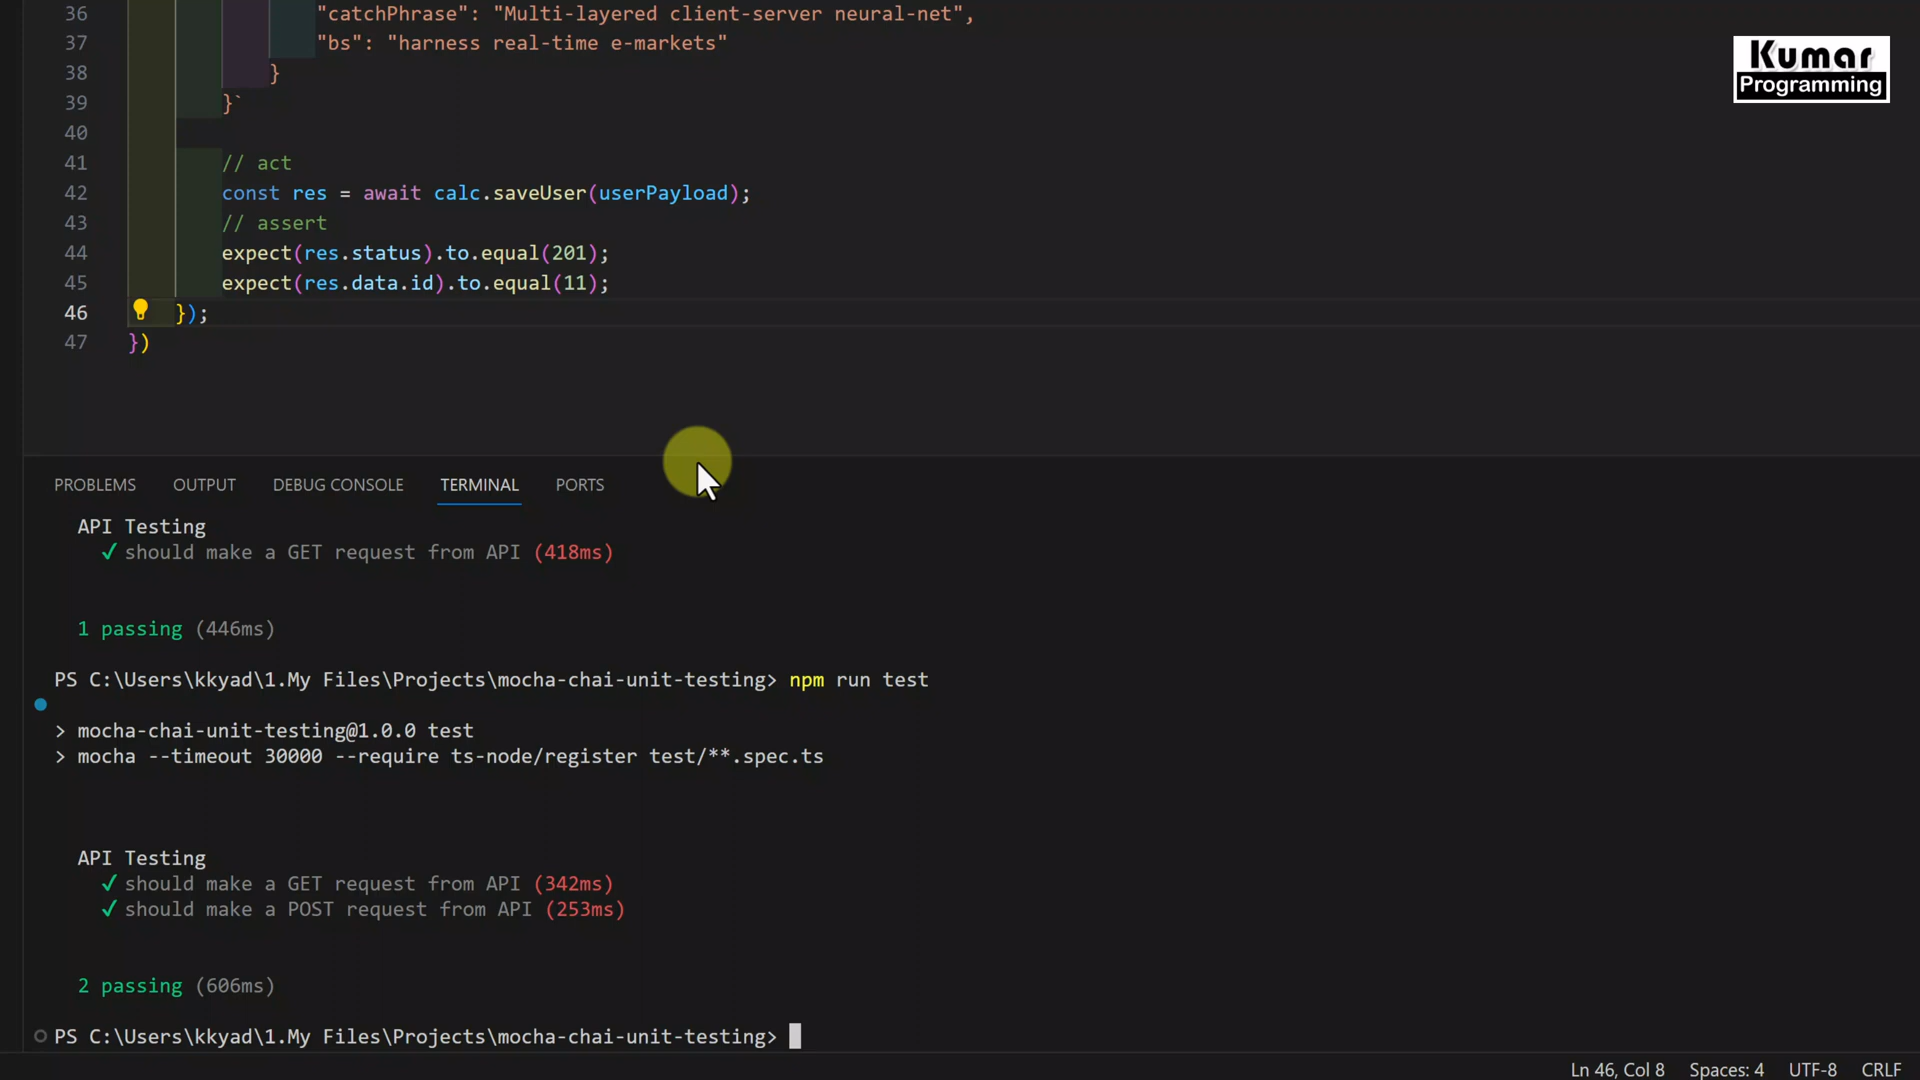 36 "catchPhrase": "Multi-layered client-server neural-net",
37 "bs": "harness real-time e-markets"
38 }
39 }`
40
41 // act
42 const res = await calc.saveUser(userPayload);
43 // assert
44 expect(res.status).to.equal(201);
45 expect(res.data.id).to.equal(11);
46 });
47 })
Kumar
Programming
PROBLEMS OUTPUT DEBUG CONSOLE TERMINAL PORTS
API Testing
✓ should make a GET request from API (418ms)
1 passing (446ms)
PS C:\Users\kkyad\1.My Files\Projects\mocha-chai-unit-testing> npm run test
> mocha-chai-unit-testing@1.0.0 test
> mocha --timeout 30000 --require ts-node/register test/**.spec.ts
API Testing
✓ should make a GET request from API (342ms)
✓ should make a POST request from API (253ms)
2 passing (606ms)
PS C:\Users\kkyad\1.My Files\Projects\mocha-chai-unit-testing>
Ln 46, Col 8 Spaces: 4 UTF-8 CRLF